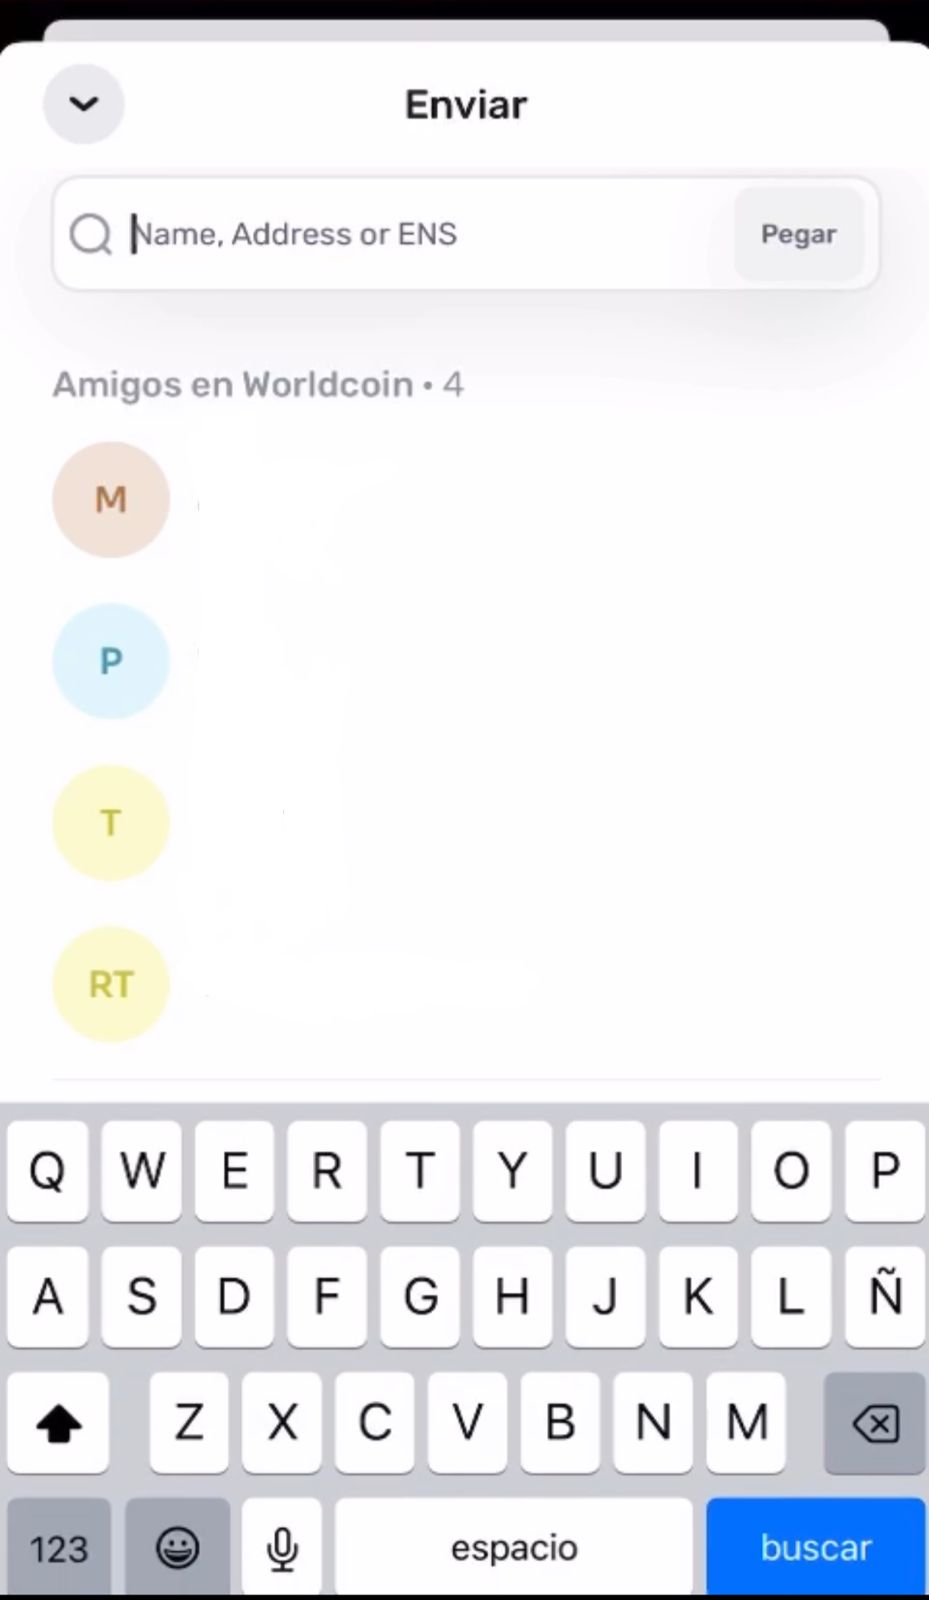 Enviar
Name, Address or ENS
Pegar
Amigos en Worldcoin • 4
M
P
T
RT
Q W E R T Y U I O P
A S D F G H J K L Ñ
Z X C V B N M
123 espacio buscar